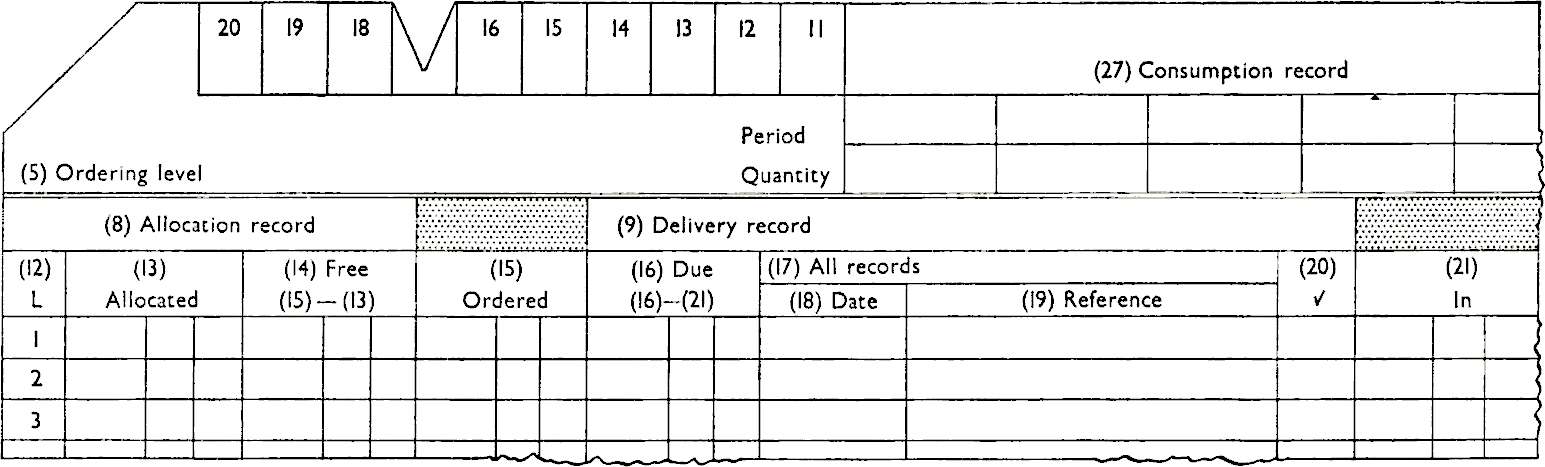 20 19 18 16 15 14 13 12 11
(27) Consumption record
Period
(5) Ordering level Quantity
(8) Allocation record (9) Delivery record
(12) (13) (14) Free (15) (16) Due (17) All records (20) (21)
L Allocated (15) — (13) Ordered (16)—(21) (18) Date (19) Reference ✓ In
1
2
3